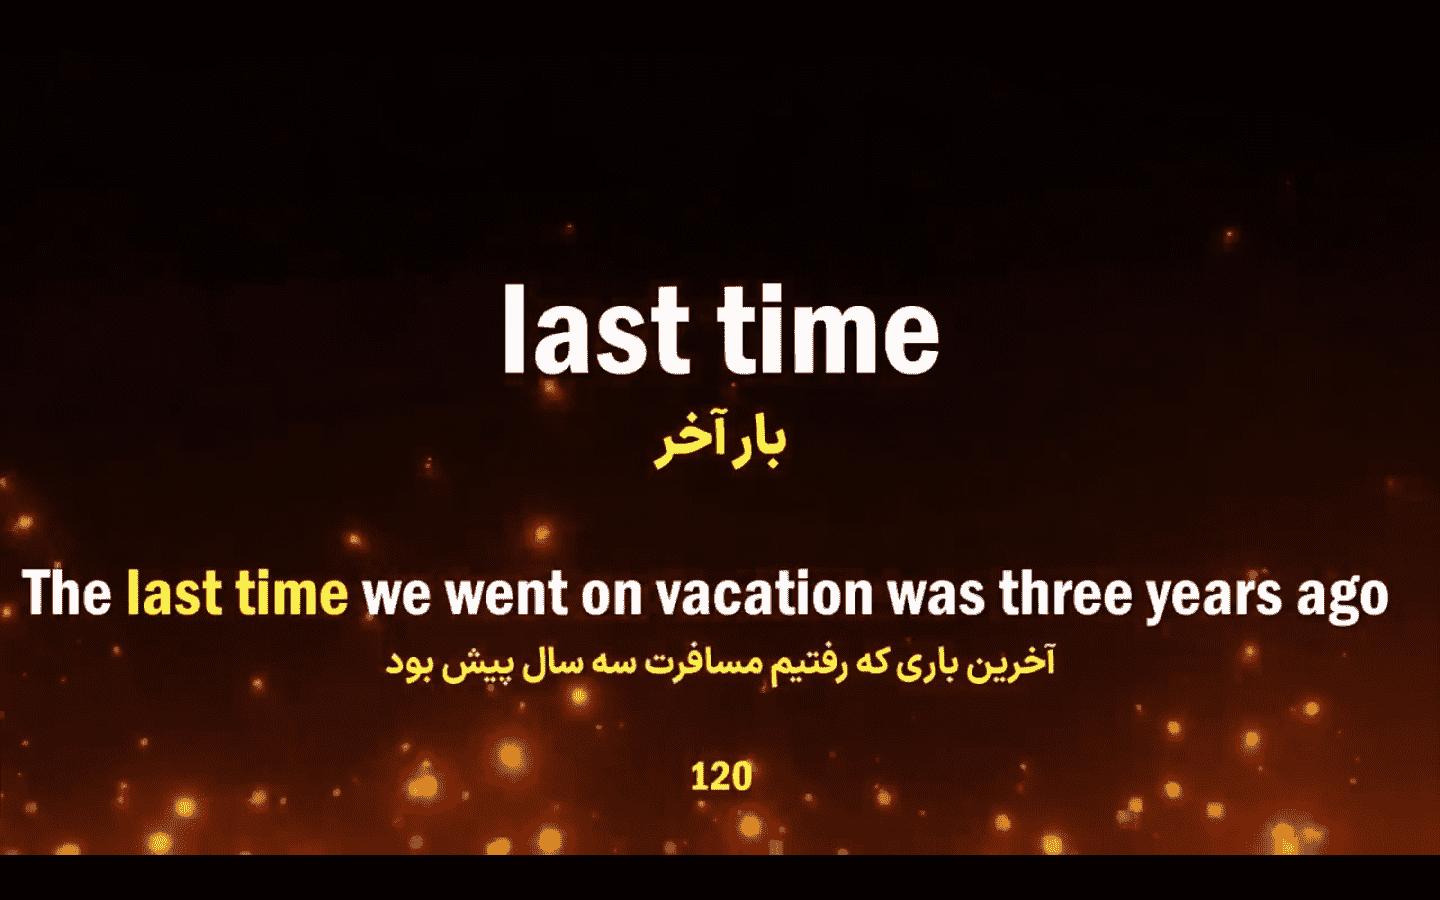 last time
بار آخر
The last time we went on vacation was three years ago
آخرین باری که رفتیم مسافرت سه سال پیش بود
120